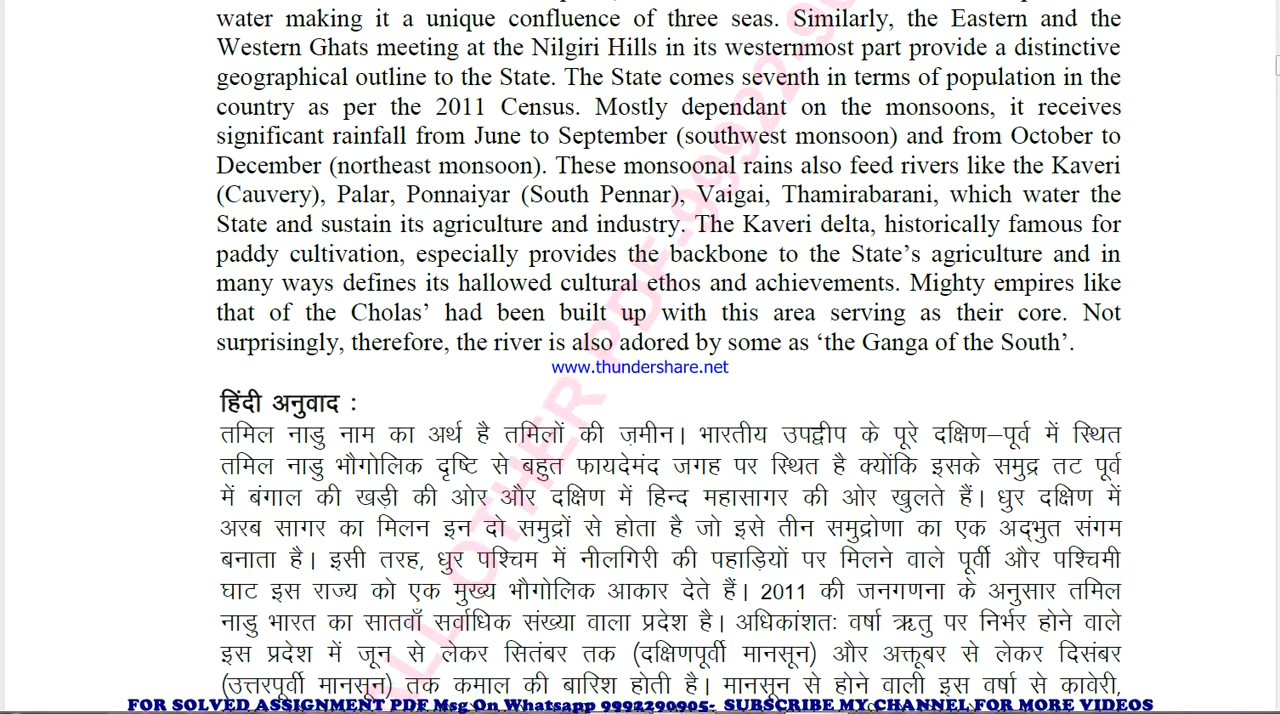 water making it a unique confluence of three seas. Similarly, the Eastern and the
Western Ghats meeting at the Nilgiri Hills in its westernmost part provide a distinctive
geographical outline to the State. The State comes seventh in terms of population in the
country as per the 2011 Census. Mostly dependant on the monsoons, it receives
significant rainfall from June to September (southwest monsoon) and from October to
December (northeast monsoon). These monsoonal rains also feed rivers like the Kaveri
(Cauvery), Palar, Ponnaiyar (South Pennar), Vaigai, Thamirabarani, which water the
State and sustain its agriculture and industry. The Kaveri delta, historically famous for
paddy cultivation, especially provides the backbone to the State's agriculture and in
many ways defines its hallowed cultural ethos and achievements. Mighty empires like
that of the Cholas' had been built up with this area serving as their core. Not
surprisingly, therefore, the river is also adored by some as 'the Ganga of the South'.
www.thundershare.net
हिंदी अनुवाद :
तमिल नाडु नाम का अर्थ है तमिलों की ज़मीन। भारतीय उपद्वीप के पूरे दक्षिण–पूर्व में स्थित
तमिल नाडु भौगोलिक दृष्टि से बहुत फायदेमंद जगह पर स्थित है क्योंकि इसके समुद्र तट पूर्व
में बंगाल की खड़ी की ओर और दक्षिण में हिन्द महासागर की ओर खुलते हैं। धुर दक्षिण में
अरब सागर का मिलन इन दो समुद्रों से होता है जो इसे तीन समुद्रोणा का एक अद्भुत संगम
बनाता है। इसी तरह, धुर पश्चिम में नीलगिरी की पहाड़ियों पर मिलने वाले पूर्वी और पश्चिमी
घाट इस राज्य को एक मुख्य भौगोलिक आकार देते हैं। 2011 की जनगणना के अनुसार तमिल
नाडु भारत का सातवाँ सर्वाधिक संख्या वाला प्रदेश है। अधिकांशतः वर्षा ऋतु पर निर्भर होने वाले
इस प्रदेश में जून से लेकर सितंबर तक (दक्षिणपूर्वी मानसून) और अक्तूबर से लेकर दिसंबर
(उत्तरपूर्वी मानसून) तक कमाल की बारिश होती है। मानसून से होने वाली इस वर्षा से कावेरी,
FOR SOLVED ASSIGNMENT PDF Msg On Whatsapp 9992290905- SUBSCRIBE MY CHANNEL FOR MORE VIDEOS